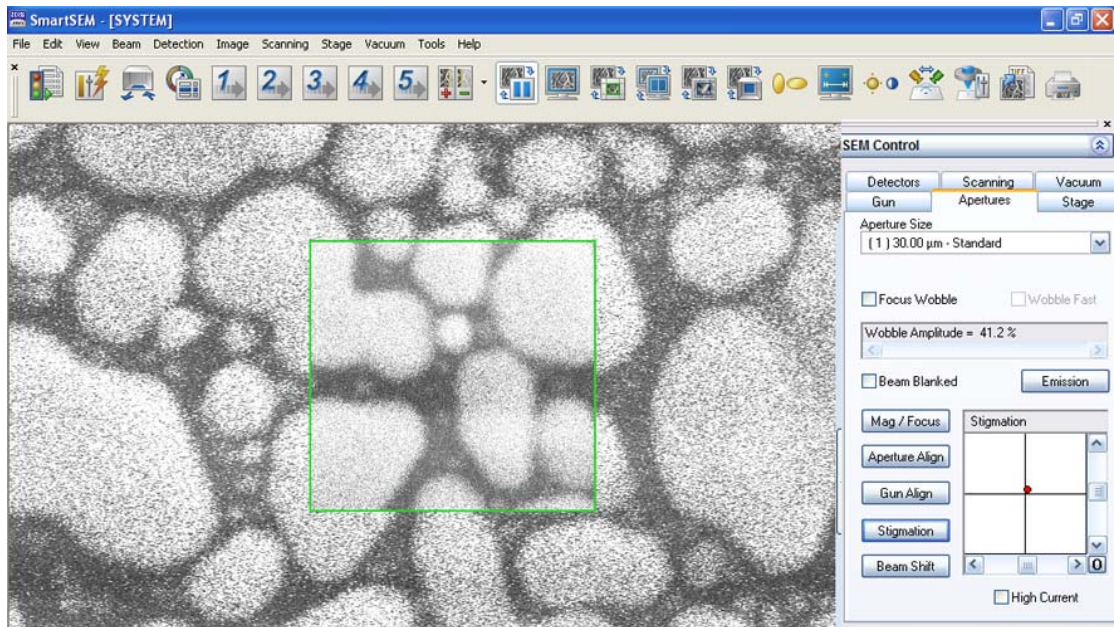 SmartSEM - [SYSTEM]
File Edit View Beam Detection Image Scanning Stage Vacuum Tools Help
1 2 3 4 5 TIFF
SEM Control
Detectors Scanning Vacuum
Gun Apertures Stage
Aperture Size
( 1 ) 30.00 µm - Standard
Focus Wobble Wobble Fast
Wobble Amplitude = 41.2 %
Beam Blanked Emission
Mag / Focus Stigmation
Aperture Align
Gun Align
Stigmation
Beam Shift 0
High Current